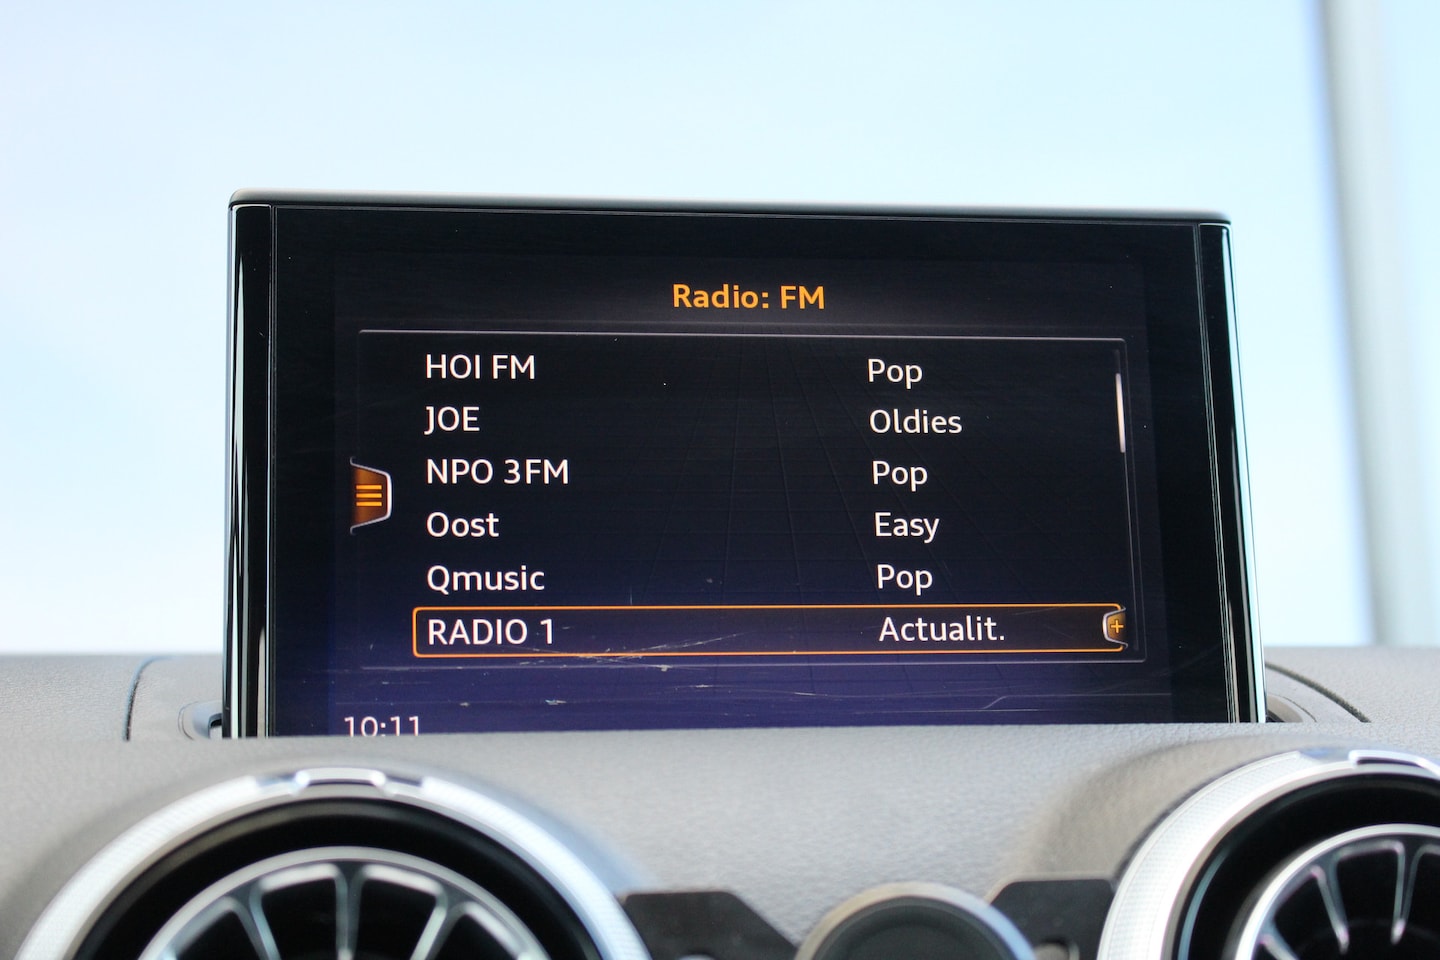 Radio: FM
HOI FM Pop
JOE Oldies
NPO 3FM Pop
Oost Easy
Qmusic Pop
RADIO 1 Actualit.
10:11